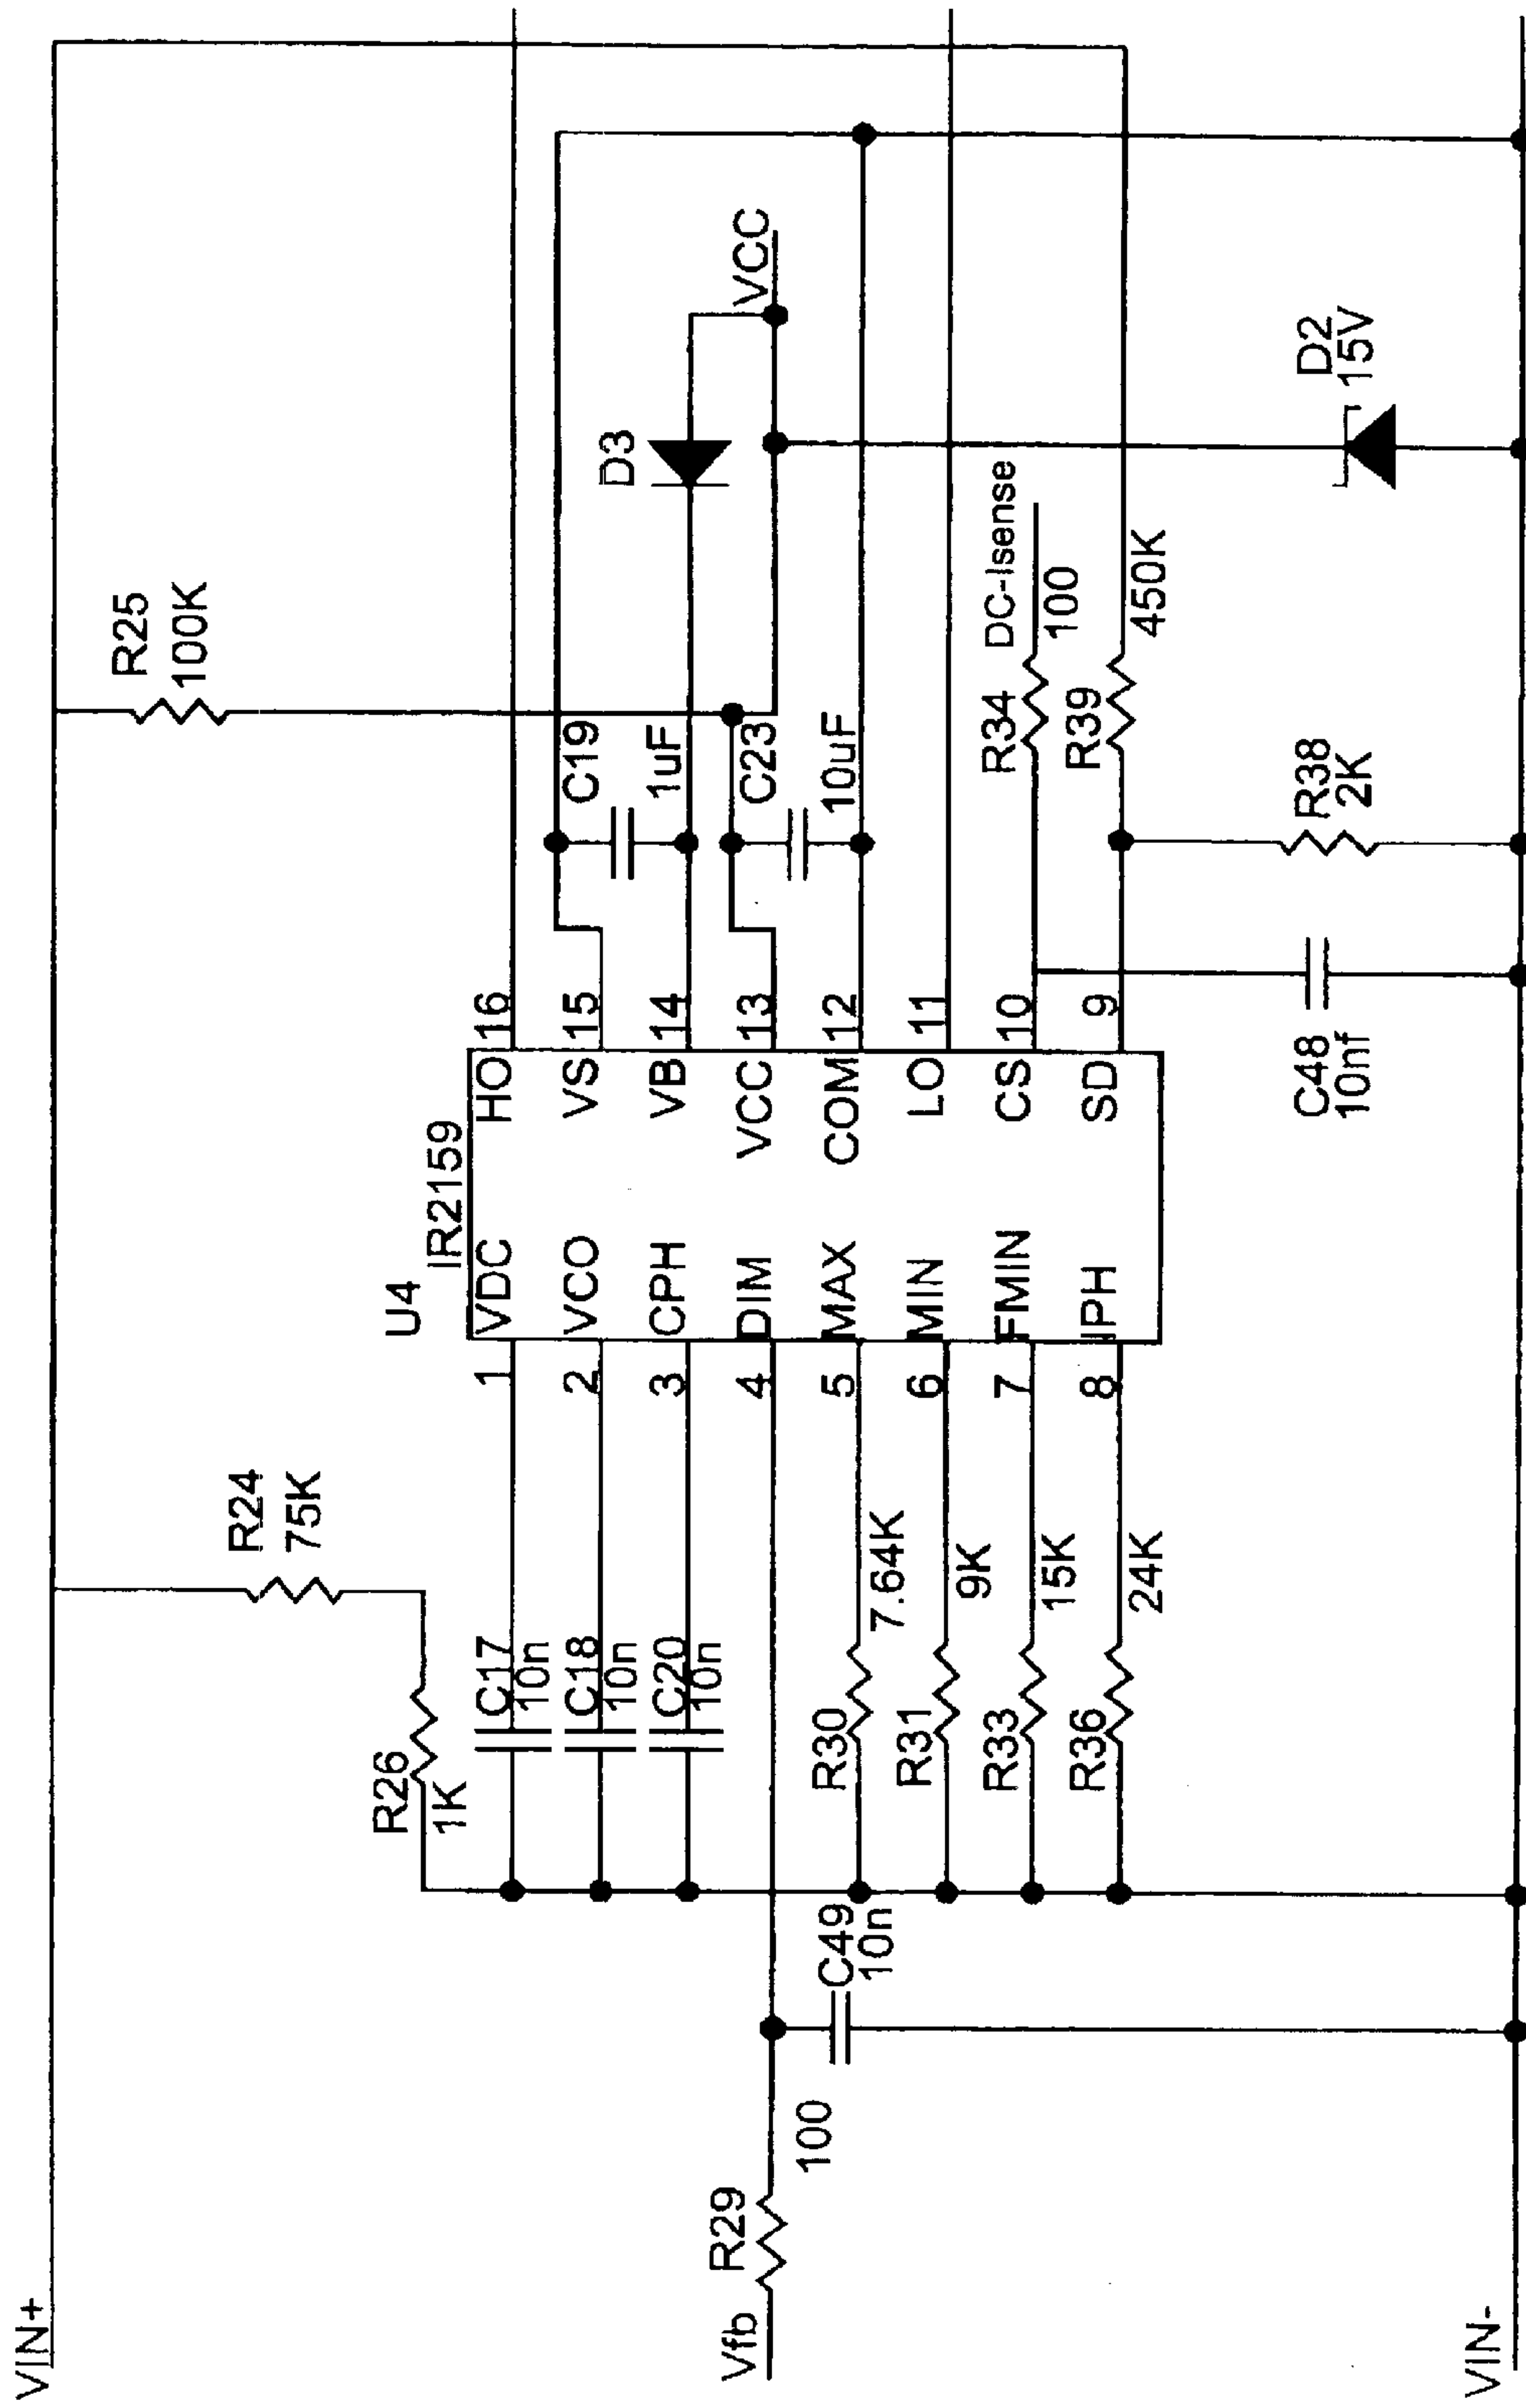 VIN+
R24
75K
R25
100K
U4
IR2159
R26
1K
C17
10n
C18
10n
C20
10n
1
2
3
4
5
6
7
8
VDC
VCO
CPH
DIM
MAX
MIN
FMIN
IPH
HO
VS
VB
VCC
COM
LO
CS
SD
16
15
14
13
12
11
10
9
C19
1uF
C23
10uF
D3
VCC
Vfb
R29
100
C49
10n
R30
7.64K
R31
9K
R33
15K
R36
24K
R34
100
DC-Isense
R39
450K
C48
10nf
R38
2K
D2
15V
VIN-